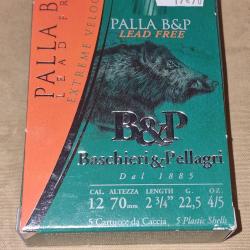 PALLA B&P
LEAD FREE
PALLA B
LEAD FR
EXTREME VELOC
B&P
Baschieri & Pellagri
Dal 1885
CAL. ALTEZZA LENGTH G. OZ.
12 70mm 2 3/4" 22,5 4/5
5 Cartucce da Caccia 5 Plastic Shells